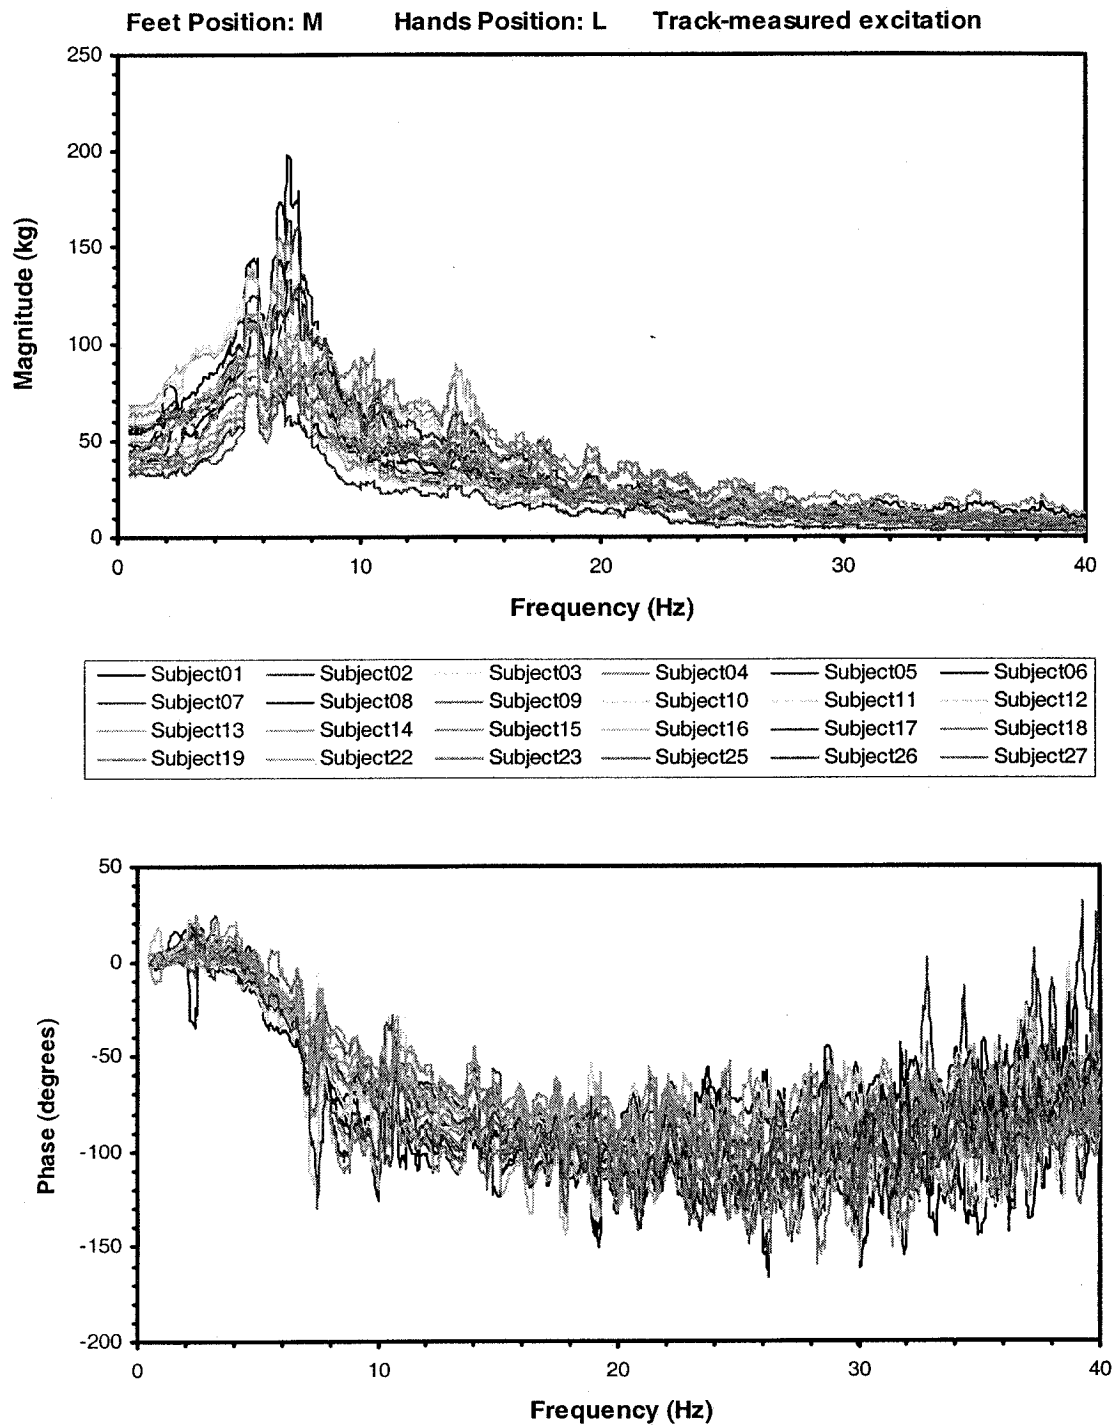 Feet Position: M Hands Position: L Track-measured excitation
250
200
150
100
50
0
Magnitude (kg)
0 10 20 30 40
Frequency (Hz)
Subject01 Subject02 Subject03 Subject04 Subject05 Subject06
Subject07 Subject08 Subject09 Subject10 Subject11 Subject12
Subject13 Subject14 Subject15 Subject16 Subject17 Subject18
Subject19 Subject22 Subject23 Subject25 Subject26 Subject27
50
0
-50
-100
-150
-200
Phase (degrees)
0 10 20 30 40
Frequency (Hz)